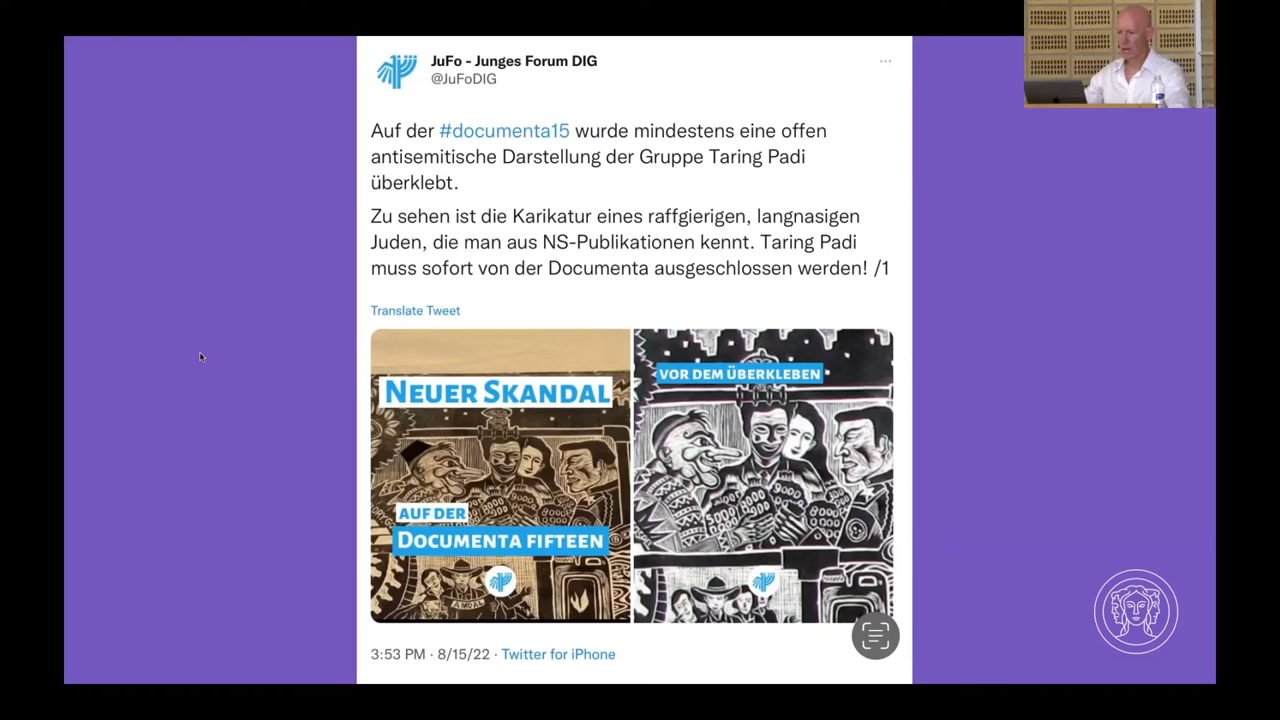 JuFo - Junges Forum DIG
@JuFoDIG
Auf der #documenta15 wurde mindestens eine offen
antisemitische Darstellung der Gruppe Taring Padi
überklebt.
Zu sehen ist die Karikatur eines raffgierigen, langnasigen
Juden, die man aus NS-Publikationen kennt. Taring Padi
muss sofort von der Documenta ausgeschlossen werden! /1
Translate Tweet
NEUER SKANDAL
AUF DER
DOCUMENTA FIFTEEN
VOR DEM ÜBERKLEBEN
3:53 PM · 8/15/22 · Twitter for iPhone